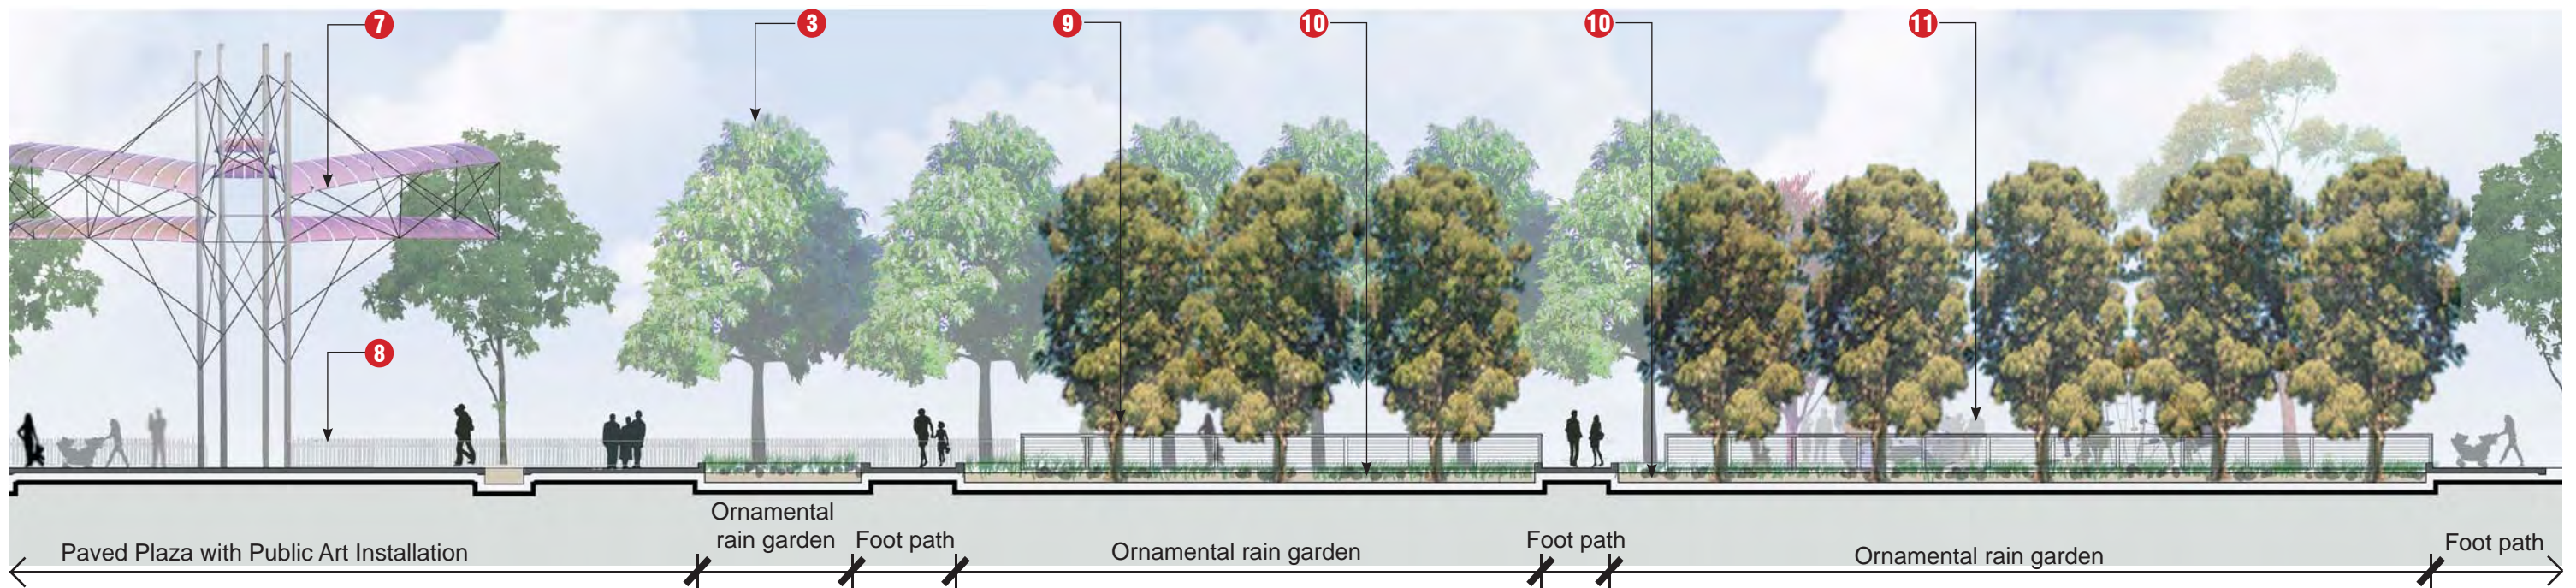 7
3
9
10
10
11
8
Ornamental
rain garden
Foot path
Paved Plaza with Public Art Installation
Ornamental rain garden
Foot path
Ornamental rain garden
Foot path